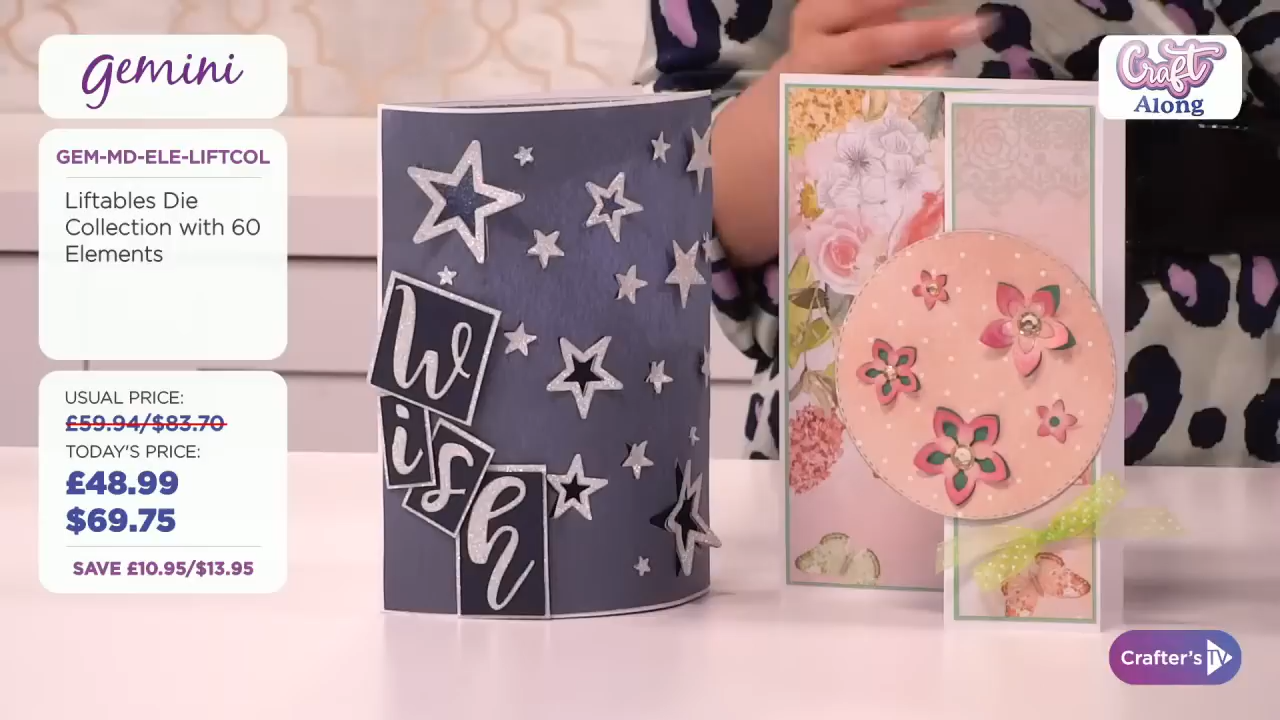 gemini
GEM-MD-ELE-LIFTCOL
Liftables Die
Collection with 60
Elements
USUAL PRICE:
£59.94/$83.70
TODAY'S PRICE:
£48.99
$69.75
SAVE £10.95/$13.95
Wish
Craft
Along
Crafter's TV